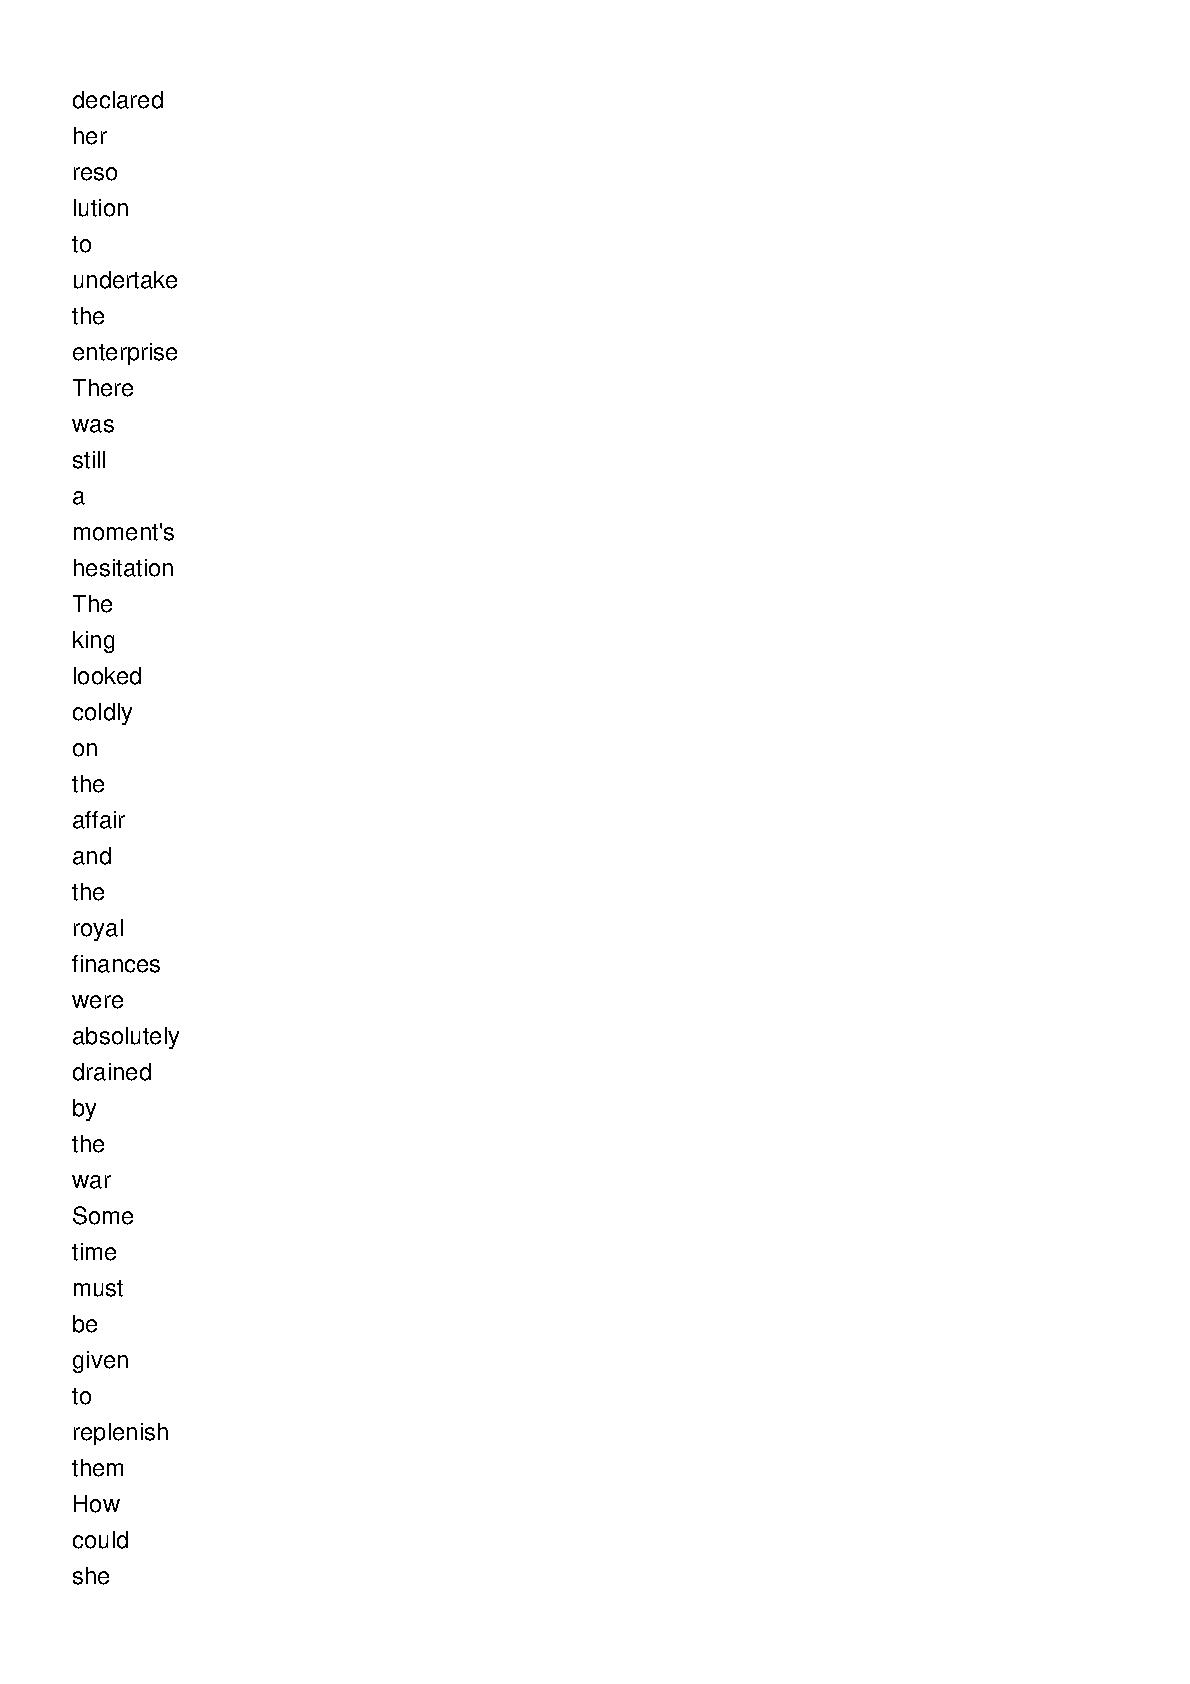 declared
her
reso
lution
to
undertake
the
enterprise
There
was
still
a
moment's
hesitation
The
king
looked
coldly
on
the
affair
and
the
royal
finances
were
absolutely
drained
by
the
war
Some
time
must
be
given
to
replenish
them
How
could
she